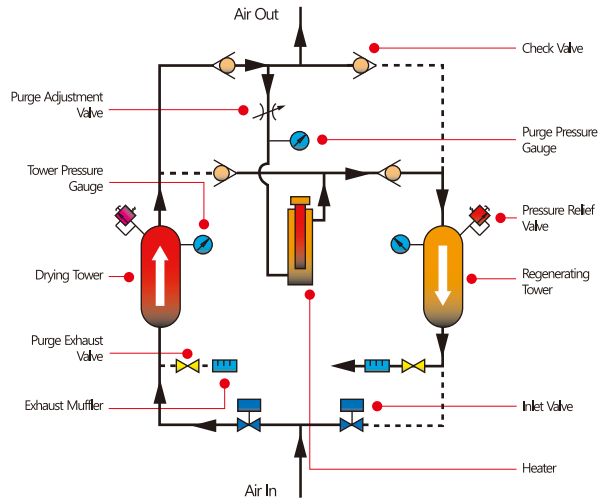 Air Out
Check Valve
Purge Adjustment
Valve
Purge Pressure
Gauge
Tower Pressure
Gauge
Pressure Relief
Valve
Drying Tower
Regenerating
Tower
Purge Exhaust
Valve
Exhaust Muffler
Inlet Valve
Heater
Air In